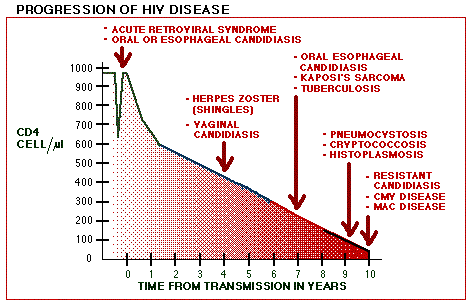 PROGRESSION OF HIV DISEASE
- ACUTE RETROVIRAL SYNDROME
- ORAL OR ESOPHAGEAL CANDIDIASIS
- ORAL ESOPHAGEAL
CANDIDIASIS
- KAPOSI'S SARCOMA
- TUBERCULOSIS
- HERPES ZOSTER
(SHINGLES)
- VAGINAL
CANDIDIASIS
- PNEUMOCYSTOSIS
- CRYPTOCOCCOSIS
- HISTOPLASMOSIS
- RESISTANT
CANDIDIASIS
- CMV DISEASE
- MAC DISEASE
CD4
CELL/µl
1000
900
800
700
600
500
400
300
200
100
0
0 1 2 3 4 5 6 7 8 9 10
TIME FROM TRANSMISSION IN YEARS